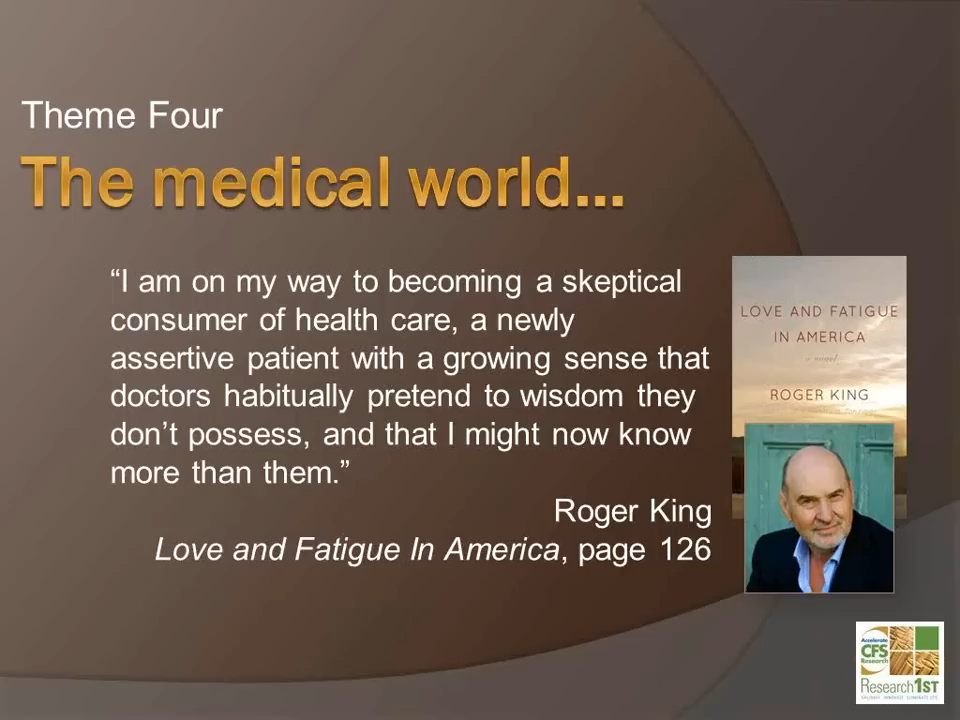 Theme Four
The medical world...
“I am on my way to becoming a skeptical
consumer of health care, a newly
assertive patient with a growing sense that
doctors habitually pretend to wisdom they
don’t possess, and that I might now know
more than them.”
Roger King
Love and Fatigue In America, page 126
LOVE AND FATIGUE
IN AMERICA
a novel
ROGER KING
Accelerate
CFS
Research
Research1ST